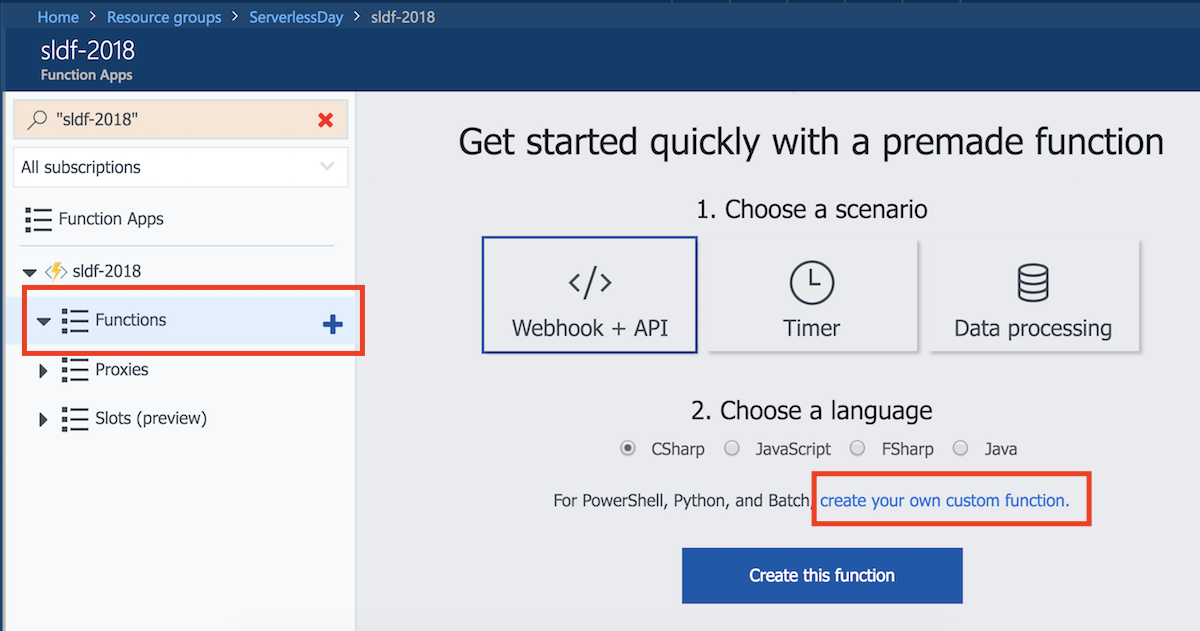 Home > Resource groups > ServerlessDay > sldf-2018
sldf-2018
Function Apps
"sldf-2018"
All subscriptions
Function Apps
sldf-2018
Functions
Proxies
Slots (preview)
Get started quickly with a premade function
1. Choose a scenario
</>
Webhook + API
Timer
Data processing
2. Choose a language
CSharp JavaScript FSharp Java
For PowerShell, Python, and Batch, create your own custom function.
Create this function